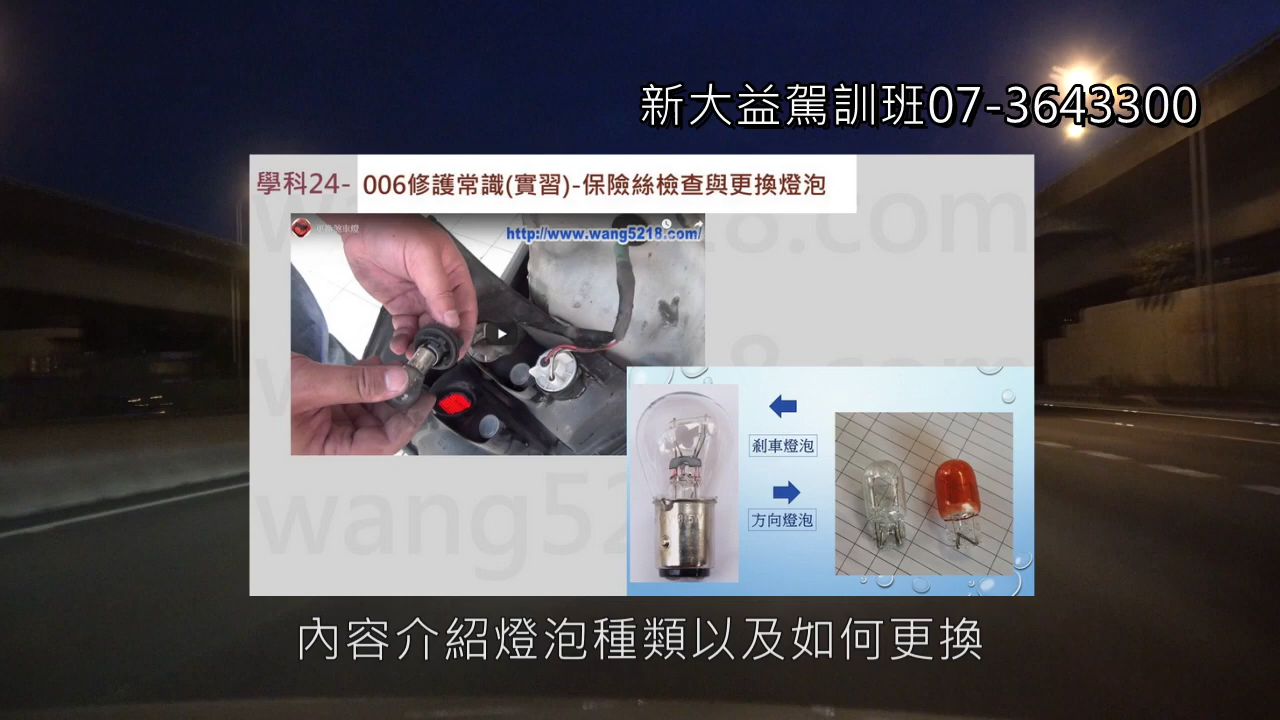 新大益駕訓班07-3643300
學科24- 006修護常識(實習)-保險絲檢查與更換燈泡
http://www.wang5218.com/
剎車燈泡
方向燈泡
wang5218.com
內容介紹燈泡種類以及如何更換